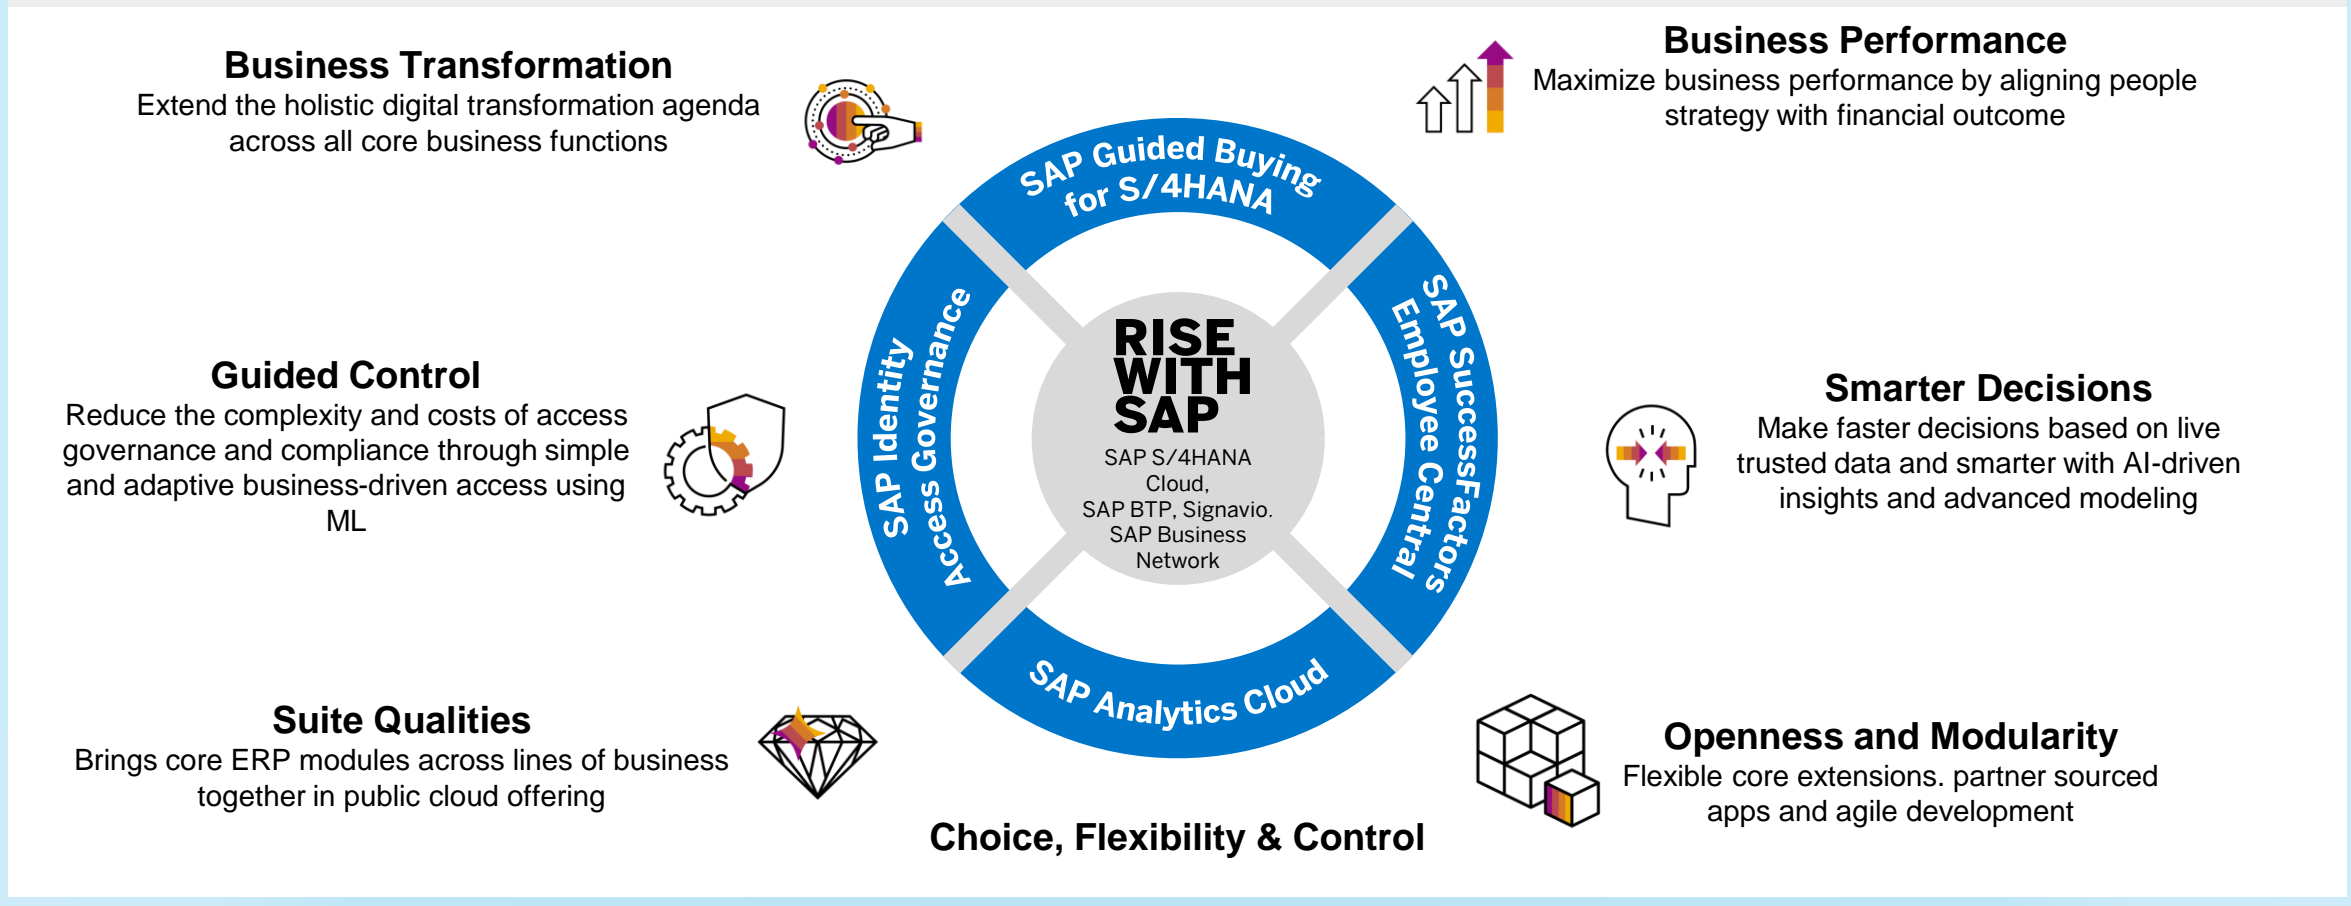 Business Transformation
Extend the holistic digital transformation agenda
across all core business functions
Business Performance
Maximize business performance by aligning people
strategy with financial outcome
SAP Guided Buying
for S/4HANA
Guided Control
Reduce the complexity and costs of access
governance and compliance through simple
and adaptive business-driven access using
ML
SAP Identity
Access Governance
RISE
WITH
SAP
SAP S/4HANA
Cloud,
SAP BTP, Signavio.
SAP Business
Network
SAP SuccessFactors
Employee Central
Smarter Decisions
Make faster decisions based on live
trusted data and smarter with AI-driven
insights and advanced modeling
SAP Analytics Cloud
Suite Qualities
Brings core ERP modules across lines of business
together in public cloud offering
Openness and Modularity
Flexible core extensions. partner sourced
apps and agile development
Choice, Flexibility & Control